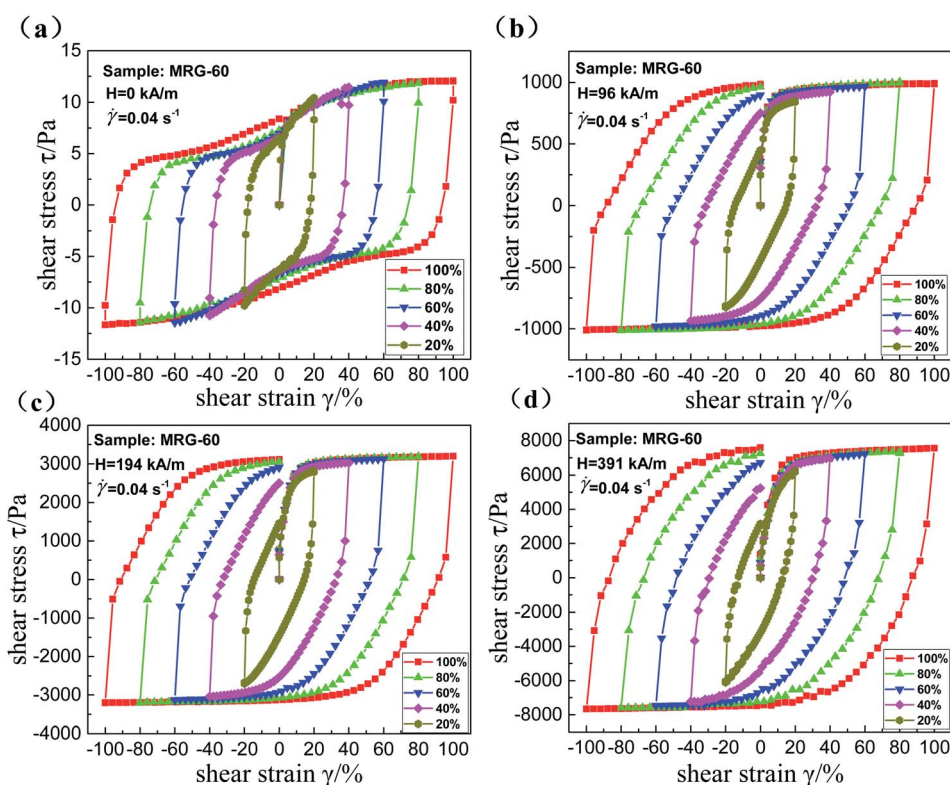 (a)
Sample: MRG-60
H=0 kA/m
γ̇=0.04 s⁻¹
shear stress τ/Pa
15
10
5
0
-5
-10
-15
100%
80%
60%
40%
20%
-100 -80 -60 -40 -20 0 20 40 60 80 100
shear strain γ/%
(b)
Sample: MRG-60
H=96 kA/m
γ̇=0.04 s⁻¹
shear stress τ/Pa
1000
500
0
-500
-1000
100%
80%
60%
40%
20%
-100 -80 -60 -40 -20 0 20 40 60 80 100
shear strain γ/%
(c)
Sample: MRG-60
H=194 kA/m
γ̇=0.04 s⁻¹
shear stress τ/Pa
4000
3000
2000
1000
0
-1000
-2000
-3000
-4000
100%
80%
60%
40%
20%
-100 -80 -60 -40 -20 0 20 40 60 80 100
shear strain γ/%
(d)
Sample: MRG-60
H=391 kA/m
γ̇=0.04 s⁻¹
shear stress τ/Pa
8000
6000
4000
2000
0
-2000
-4000
-6000
-8000
100%
80%
60%
40%
20%
-100 -80 -60 -40 -20 0 20 40 60 80 100
shear strain γ/%